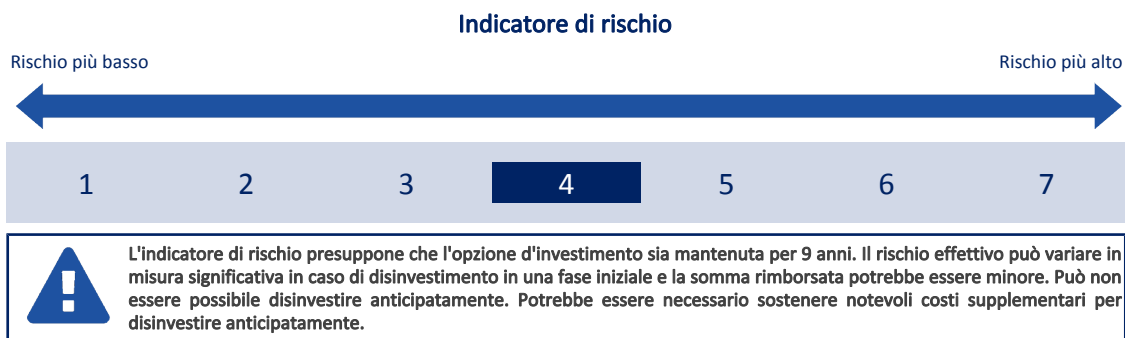 Indicatore di rischio
Rischio più basso
Rischio più alto
1 2 3 4 5 6 7
L'indicatore di rischio presuppone che l'opzione d'investimento sia mantenuta per 9 anni. Il rischio effettivo può variare in
misura significativa in caso di disinvestimento in una fase iniziale e la somma rimborsata potrebbe essere minore. Può non
essere possibile disinvestire anticipatamente. Potrebbe essere necessario sostenere notevoli costi supplementari per
disinvestire anticipatamente.